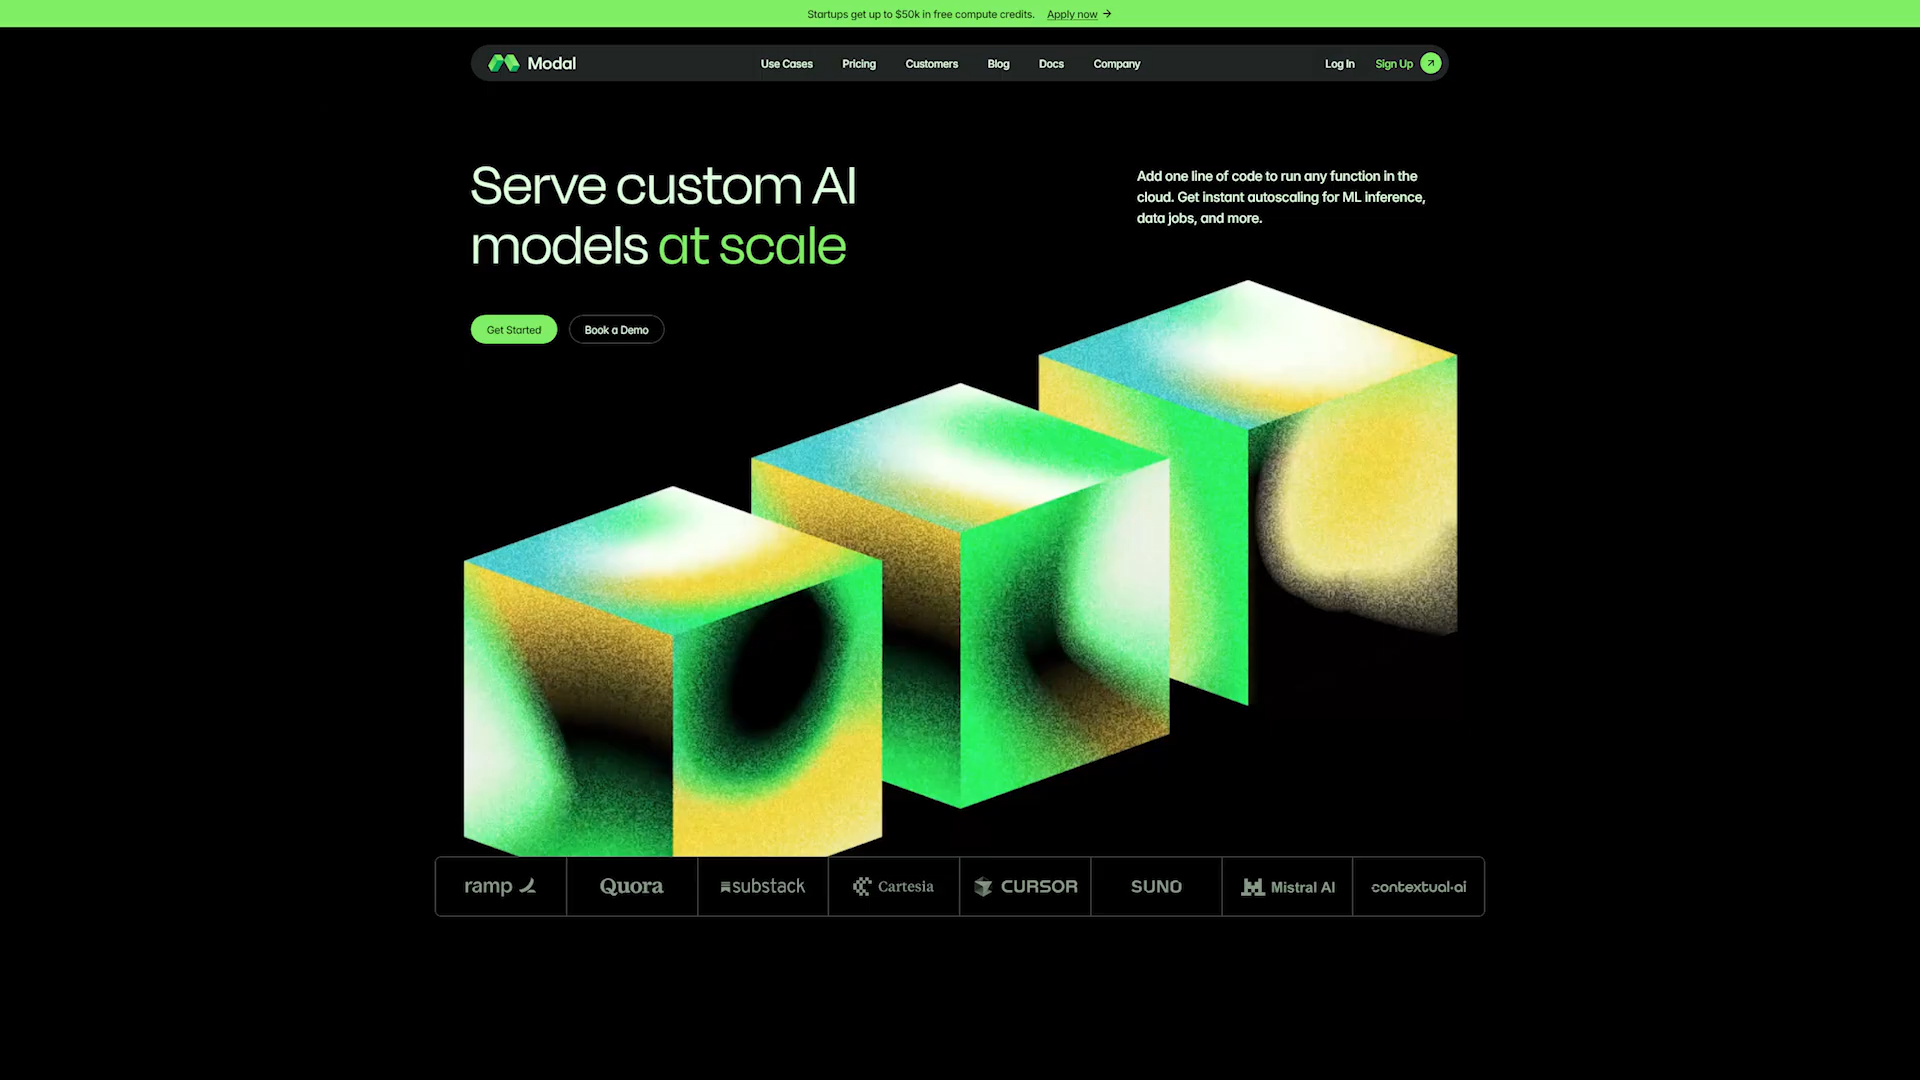 Startups get up to $50k in free compute credits. Apply now →
Modal
Use Cases
Pricing
Customers
Blog
Docs
Company
Log In
Sign Up
Serve custom AI
models at scale
Add one line of code to run any function in the
cloud. Get instant autoscaling for ML inference,
data jobs, and more.
Get Started
Book a Demo
ramp
Quora
substack
Cartesia
CURSOR
SUNO
Mistral AI
contextual·ai